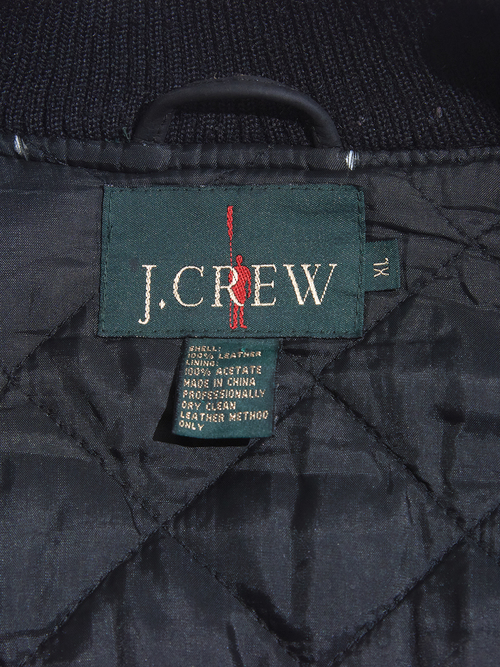 J.CREW
XL
SHELL:
100% LEATHER
LINING:
100% ACETATE
MADE IN CHINA
PROFESSIONALLY
DRY CLEAN
LEATHER METHOD
ONLY